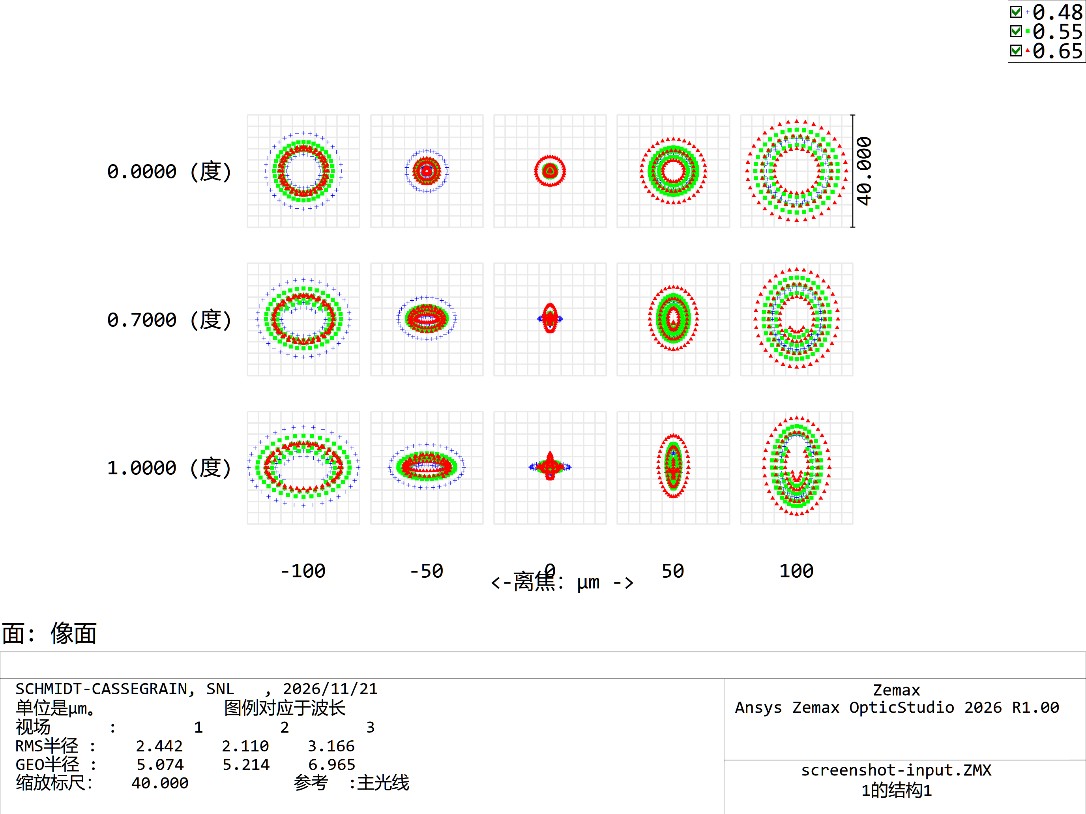 0.48
0.55
0.65
0.0000 (度)
40.000
0.7000 (度)
1.0000 (度)
-100 -50 0 50 100
<-离焦: μm ->
面: 像面
SCHMIDT-CASSEGRAIN, SNL , 2026/11/21
单位是μm。 图例对应于波长
视场 : 1 2 3
RMS半径 : 2.442 2.110 3.166
GEO半径 : 5.074 5.214 6.965
缩放标尺: 40.000 参考 :主光线
Zemax
Ansys Zemax OpticStudio 2026 R1.00
screenshot-input.ZMX
1的结构1